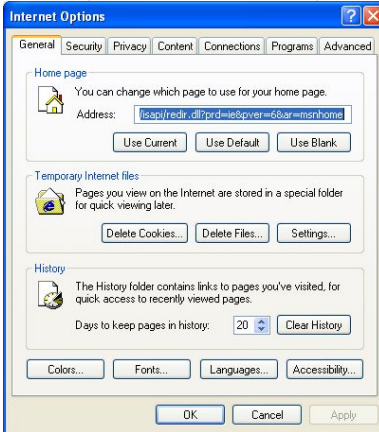 Internet Options
General Security Privacy Content Connections Programs Advanced
Home page
You can change which page to use for your home page.
Address: /isapi/redir.dll?prd=ie&pver=6&ar=msnhome
Use Current Use Default Use Blank
Temporary Internet files
Pages you view on the Internet are stored in a special folder
for quick viewing later.
Delete Cookies... Delete Files... Settings...
History
The History folder contains links to pages you've visited, for
quick access to recently viewed pages.
Days to keep pages in history: 20 Clear History
Colors... Fonts... Languages... Accessibility...
OK Cancel Apply